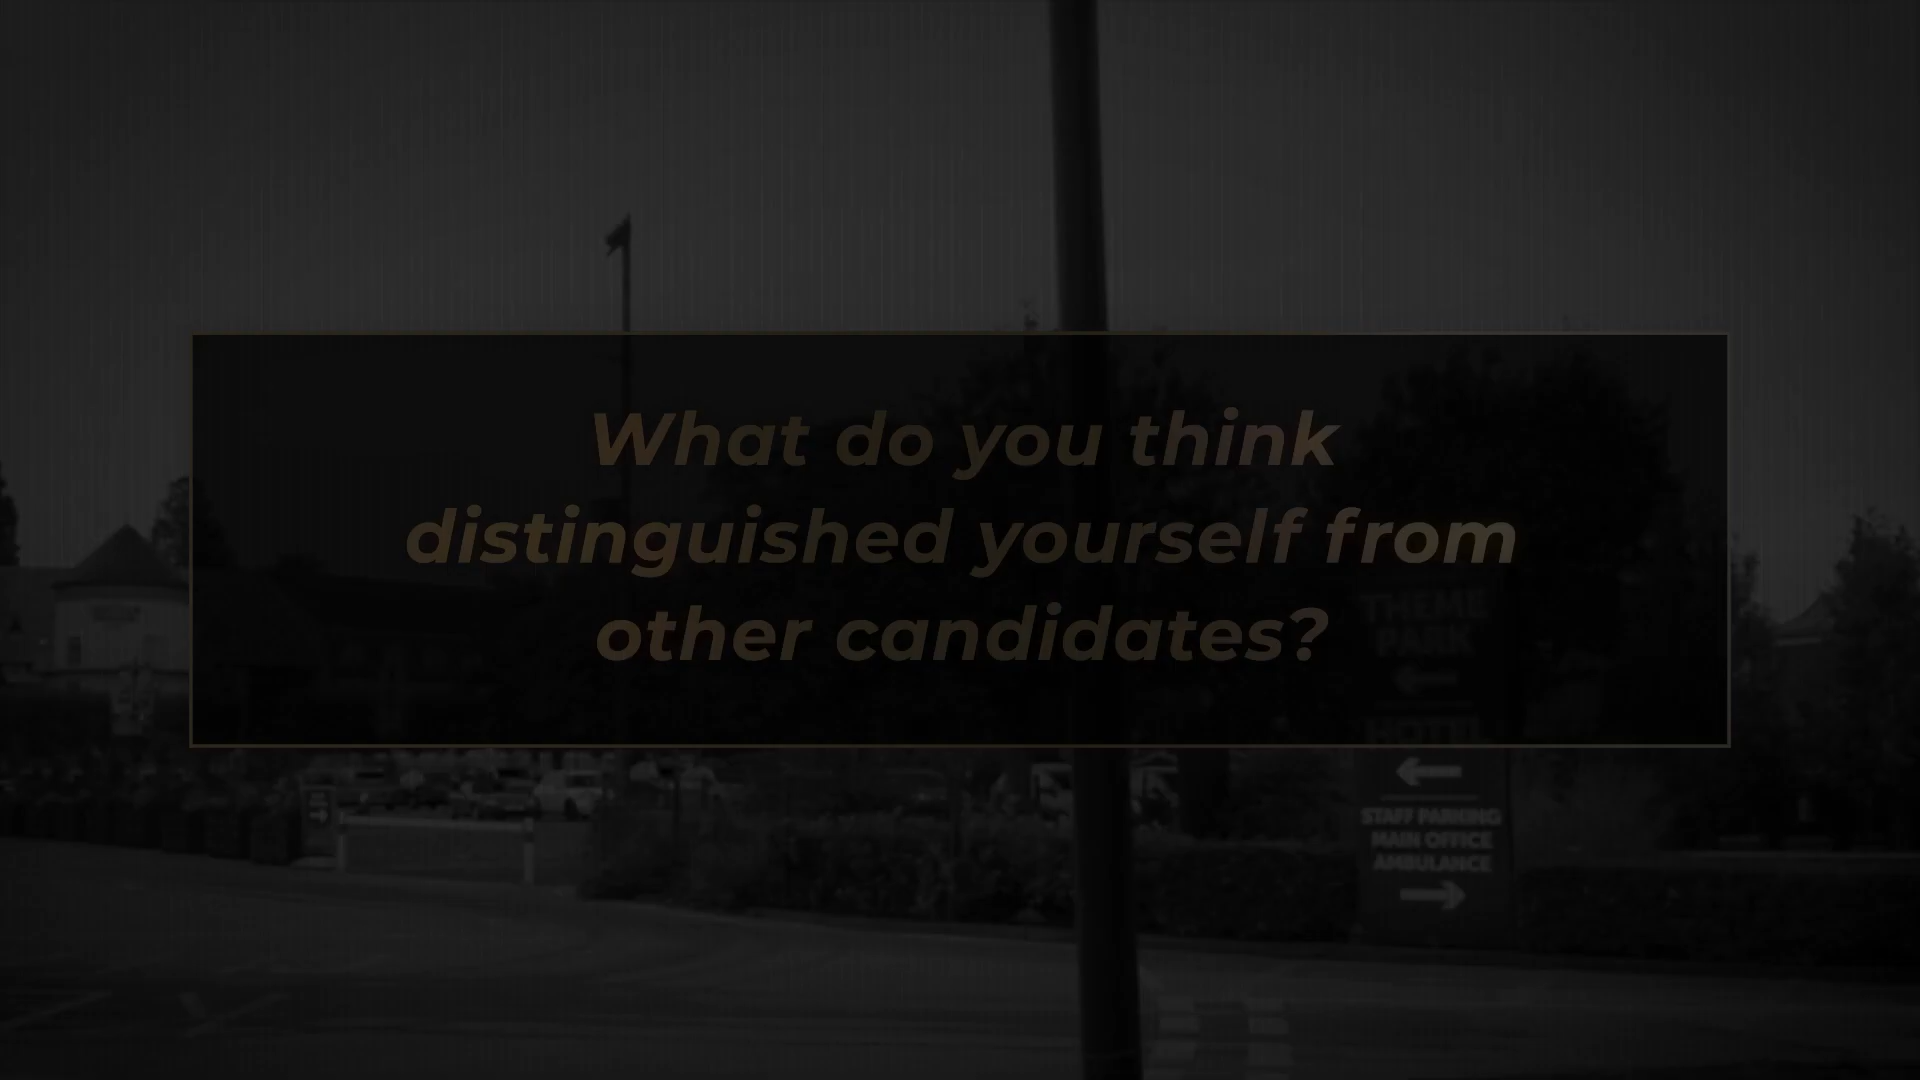 What do you think
distinguished yourself from
other candidates?
THEME
PARK
HOTEL
STAFF PARKING
MAIN OFFICE
AMBULANCE